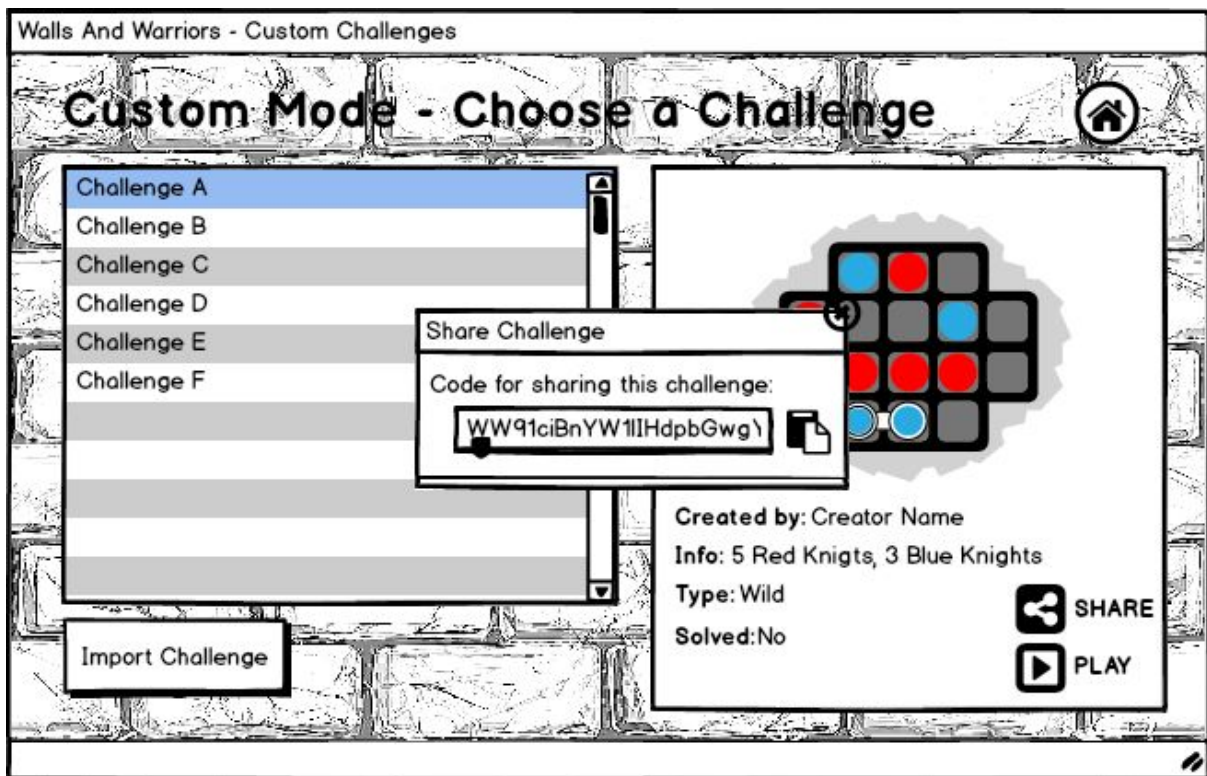 Walls And Warriors - Custom Challenges
Custom Mode - Choose a Challenge
Challenge A
Challenge B
Challenge C
Challenge D
Challenge E
Challenge F
Share Challenge
Code for sharing this challenge:
WW91ciBnYW1lIHdpbGwg
Created by: Creator Name
Info: 5 Red Knigts, 3 Blue Knights
Type: Wild
Solved:No
SHARE
PLAY
Import Challenge